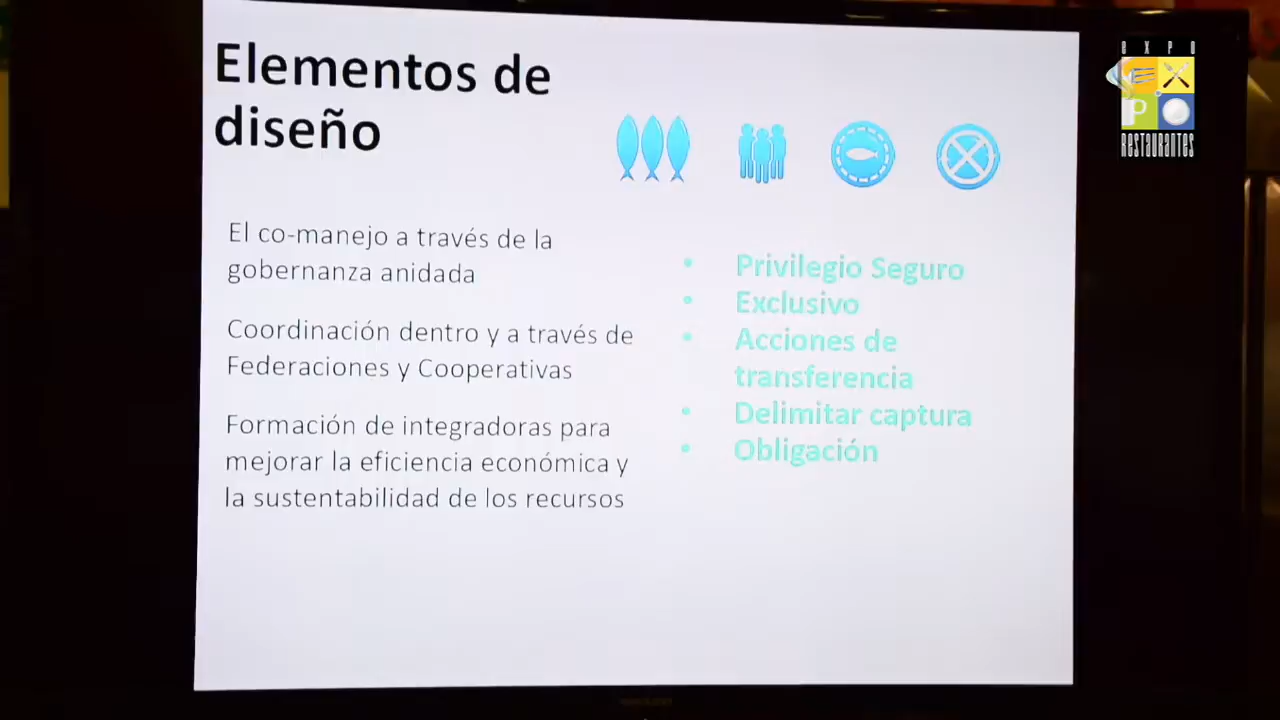 Elementos de
diseño
El co-manejo a través de la
gobernanza anidada
Coordinación dentro y a través de
Federaciones y Cooperativas
Formación de integradoras para
mejorar la eficiencia económica y
la sustentabilidad de los recursos
• Privilegio Seguro
• Exclusivo
• Acciones de
transferencia
• Delimitar captura
• Obligación
EXPO
P
RESTAURANTES